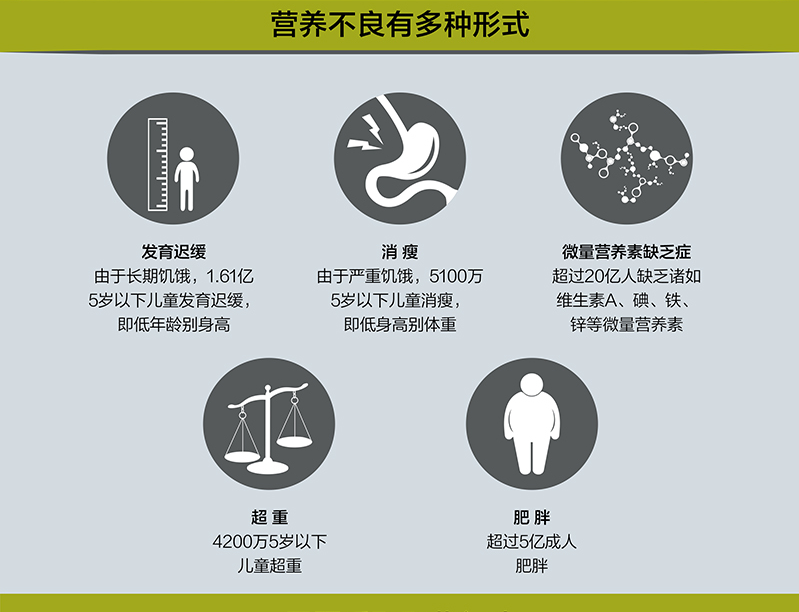 营养不良有多种形式
发育迟缓
由于长期饥饿，1.61亿
5岁以下儿童发育迟缓，
即低年龄别身高
消 瘦
由于严重饥饿，5100万
5岁以下儿童消瘦，
即低身高别体重
微量营养素缺乏症
超过20亿人缺乏诸如
维生素A、碘、铁、
锌等微量营养素
超 重
4200万5岁以下
儿童超重
肥 胖
超过5亿成人
肥胖